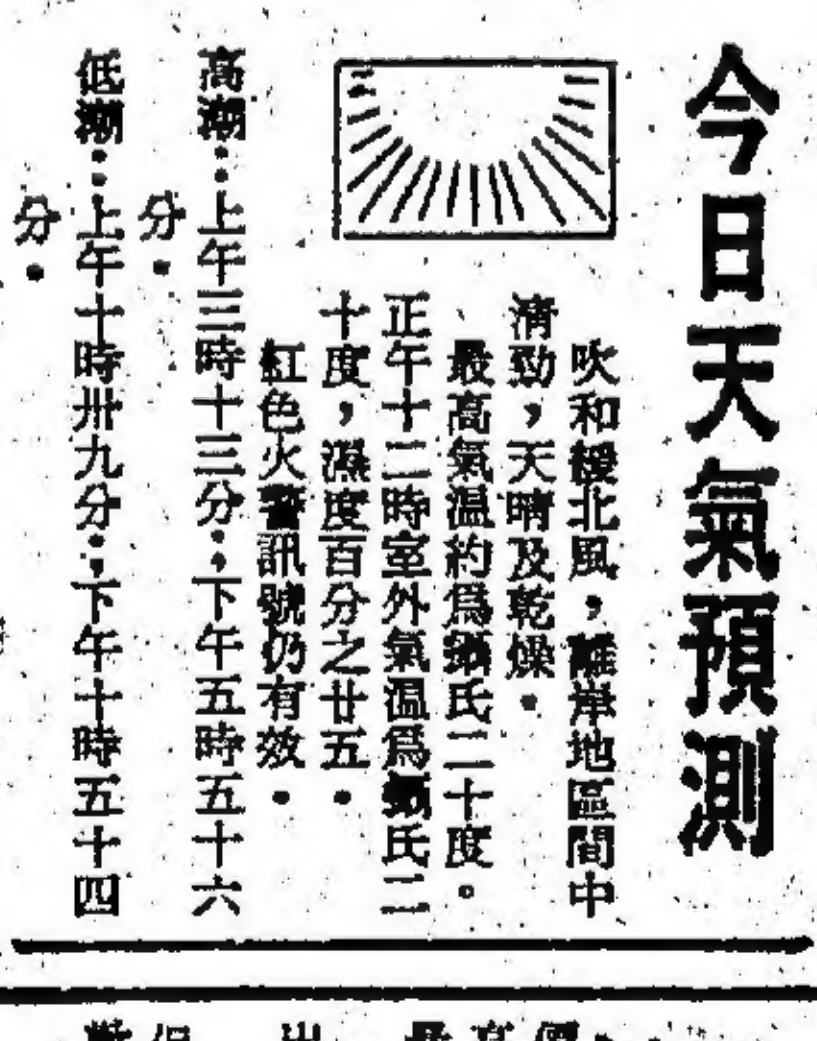 今日天氣預測
吹和緩北風，離岸地區間中
清勁，天晴及乾燥．
最高氣溫約爲攝氏二十度。
正午十二時室外氣溫爲攝氏二
十度，濕度百分之廿五．
紅色火警訊號仍有效．
高潮：上午三時十三分；下午五時五十六
分．
低潮：上午十時卅九分；下午十時五十四
分．